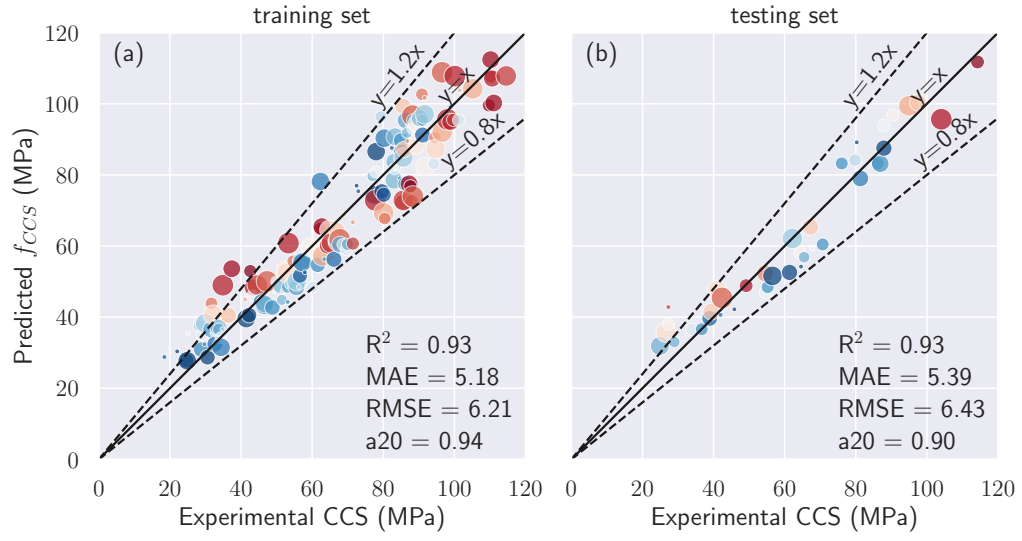 training set
testing set
(a)
(b)
y=1.2x
y=x
y=0.8x
y=1.2x
y=x
y=0.8x
Predicted f_CCS (MPa)
120
100
80
60
40
20
0
R² = 0.93
MAE = 5.18
RMSE = 6.21
a20 = 0.94
R² = 0.93
MAE = 5.39
RMSE = 6.43
a20 = 0.90
0 20 40 60 80 100 120
0 20 40 60 80 100 120
Experimental CCS (MPa)
Experimental CCS (MPa)